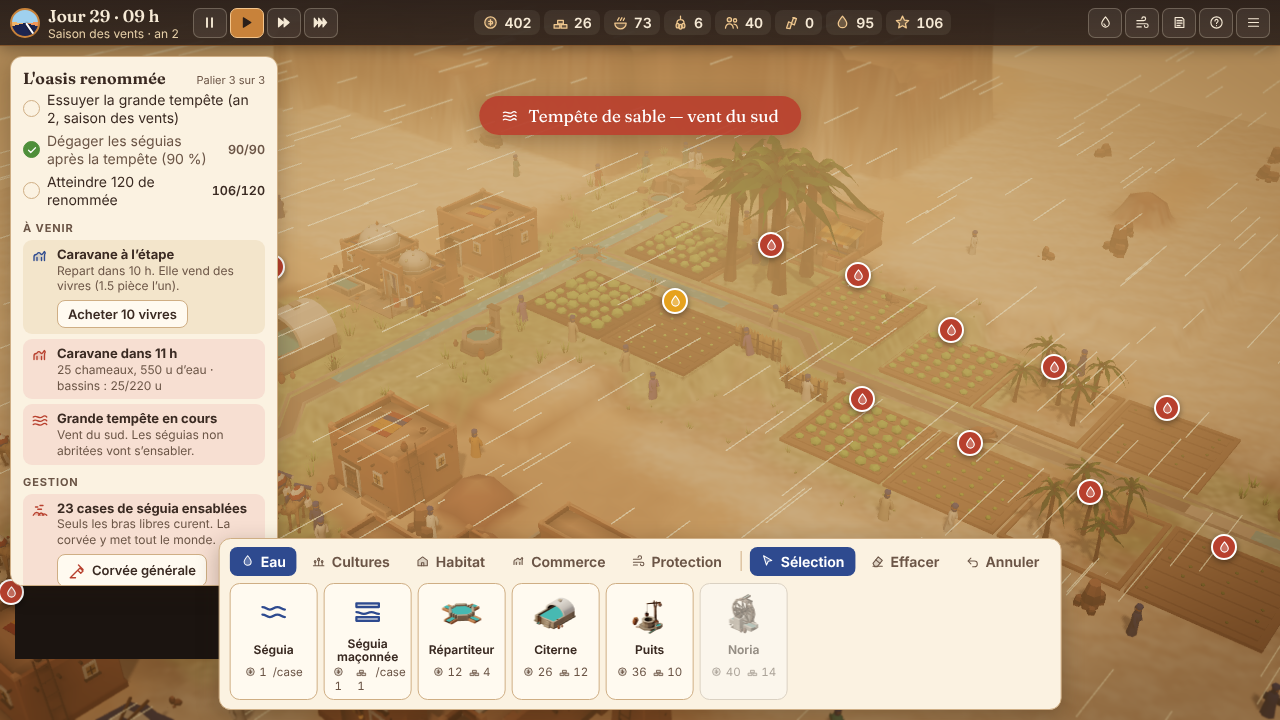 Jour 29 · 09 h
Saison des vents · an 2
402 26 73 6 40 0 95 106
L'oasis renommée Palier 3 sur 3
Essuyer la grande tempête (an
2, saison des vents)
Dégager les séguias
après la tempête (90 %) 90/90
Atteindre 120 de
renommée 106/120
À VENIR
Caravane à l'étape
Repart dans 10 h. Elle vend des
vivres (1.5 pièce l'un).
Acheter 10 vivres
Caravane dans 11 h
25 chameaux, 550 u d'eau ·
bassins : 25/220 u
Grande tempête en cours
Vent du sud. Les séguias non
abritées vont s'ensabler.
GESTION
23 cases de séguia ensablées
Seuls les bras libres curent. La
corvée y met tout le monde.
Corvée générale
Tempête de sable — vent du sud
Eau Cultures Habitat Commerce Protection Sélection Effacer Annuler
Séguia
1 /case
Séguia
maçonnée
1 1 /case
Répartiteur
12 4
Citerne
26 12
Puits
36 10
Noria
40 14